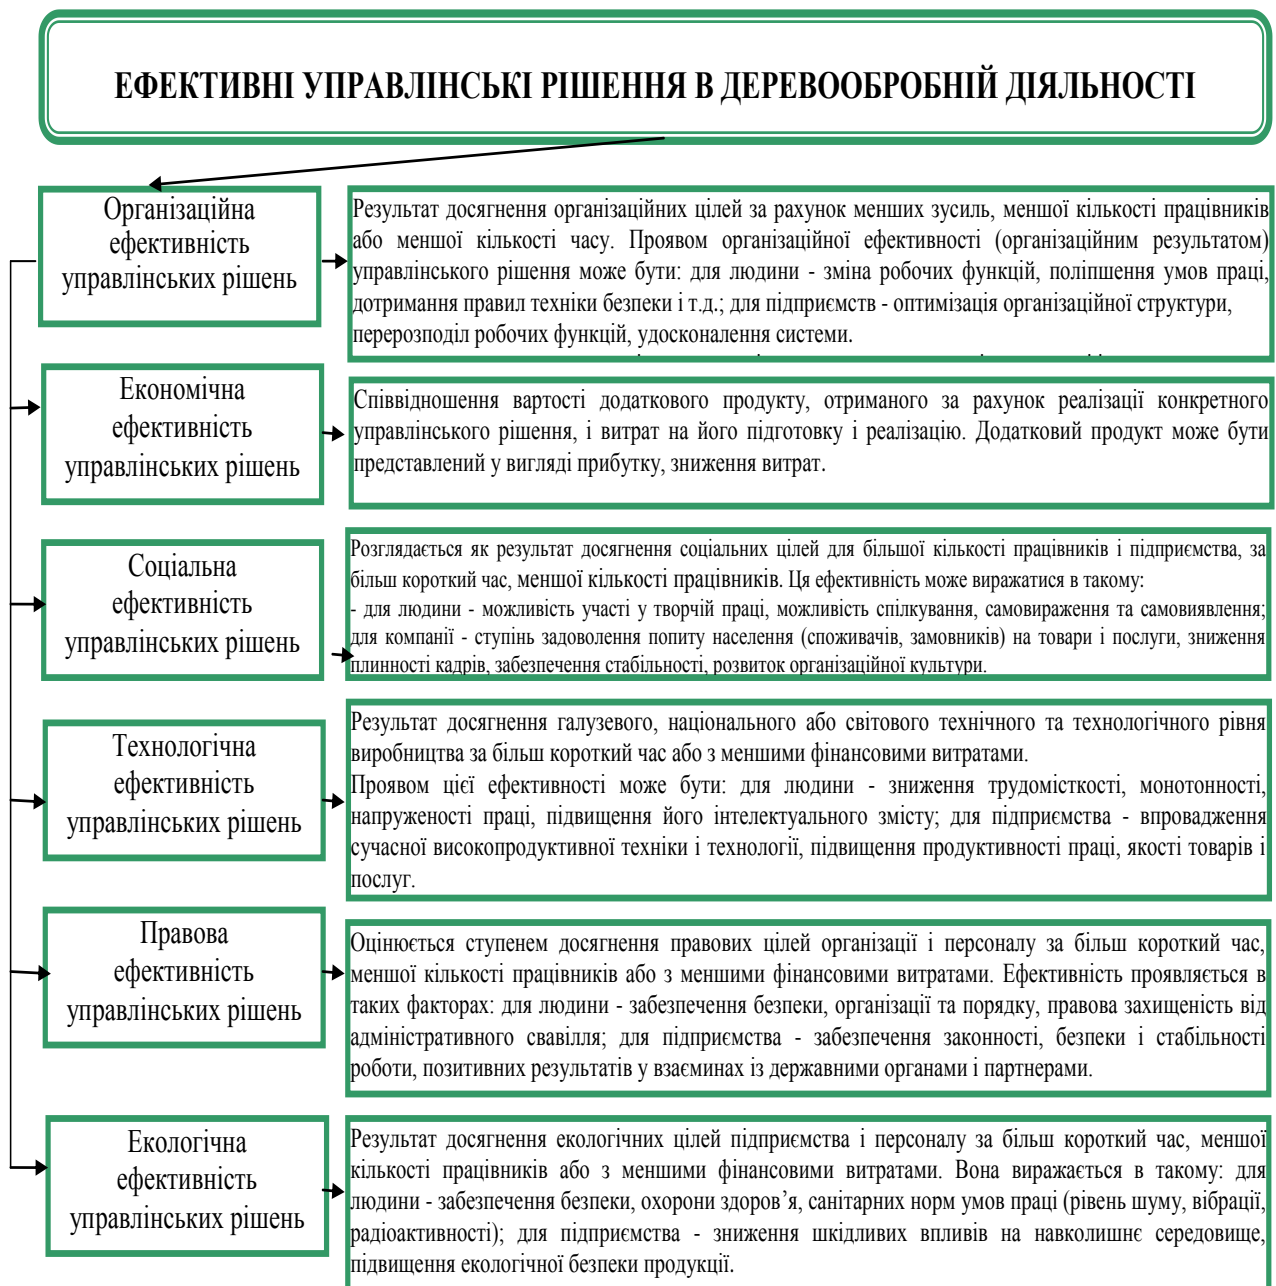 ЕФЕКТИВНІ УПРАВЛІНСЬКІ РІШЕННЯ В ДЕРЕВООБРОБНІЙ ДІЯЛЬНОСТІ
Організаційна
ефективність
управлінських рішень
Результат досягнення організаційних цілей за рахунок менших зусиль, меншої кількості працівників
або меншої кількості часу. Проявом організаційної ефективності (організаційним результатом)
управлінського рішення може бути: для людини - зміна робочих функцій, поліпшення умов праці,
дотримання правил техніки безпеки і т.д.; для підприємств - оптимізація організаційної структури,
перерозподіл робочих функцій, удосконалення системи.
Економічна
ефективність
управлінських рішень
Співвідношення вартості додаткового продукту, отриманого за рахунок реалізації конкретного
управлінського рішення, і витрат на його підготовку і реалізацію. Додатковий продукт може бути
представлений у вигляді прибутку, зниження витрат.
Соціальна
ефективність
управлінських рішень
Розглядається як результат досягнення соціальних цілей для більшої кількості працівників і підприємства, за
більш короткий час, меншої кількості працівників. Ця ефективність може виражатися в такому:
- для людини - можливість участі у творчій праці, можливість спілкування, самовираження та самовиявлення;
для компанії - ступінь задоволення попиту населення (споживачів, замовників) на товари і послуги, зниження
плинності кадрів, забезпечення стабільності, розвиток організаційної культури.
Технологічна
ефективність
управлінських рішень
Результат досягнення галузевого, національного або світового технічного та технологічного рівня
виробництва за більш короткий час або з меншими фінансовими витратами.
Проявом цієї ефективності може бути: для людини - зниження трудомісткості, монотонності,
напруженості праці, підвищення його інтелектуального змісту; для підприємства - впровадження
сучасної високопродуктивної техніки і технології, підвищення продуктивності праці, якості товарів і
послуг.
Правова
ефективність
управлінських рішень
Оцінюється ступенем досягнення правових цілей організації і персоналу за більш короткий час,
меншої кількості працівників або з меншими фінансовими витратами. Ефективність проявляється в
таких факторах: для людини - забезпечення безпеки, організації та порядку, правова захищеність від
адміністративного свавілля; для підприємства - забезпечення законності, безпеки і стабільності
роботи, позитивних результатів у взаєминах із державними органами і партнерами.
Екологічна
ефективність
управлінських рішень
Результат досягнення екологічних цілей підприємства і персоналу за більш короткий час, меншої
кількості працівників або з меншими фінансовими витратами. Вона виражається в такому: для
людини - забезпечення безпеки, охорони здоров’я, санітарних норм умов праці (рівень шуму, вібрації,
радіоактивності); для підприємства - зниження шкідливих впливів на навколишнє середовище,
підвищення екологічної безпеки продукції.